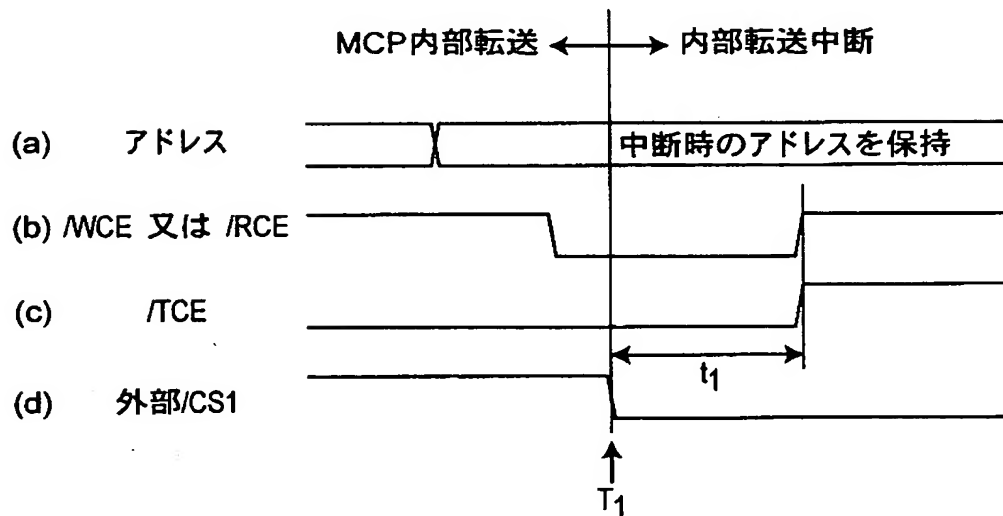 MCP内部転送 内部転送中断
(a) アドレス 中断時のアドレスを保持
(b) /WCE 又は /RCE
(c) /TCE
t1
(d) 外部/CS1
T1